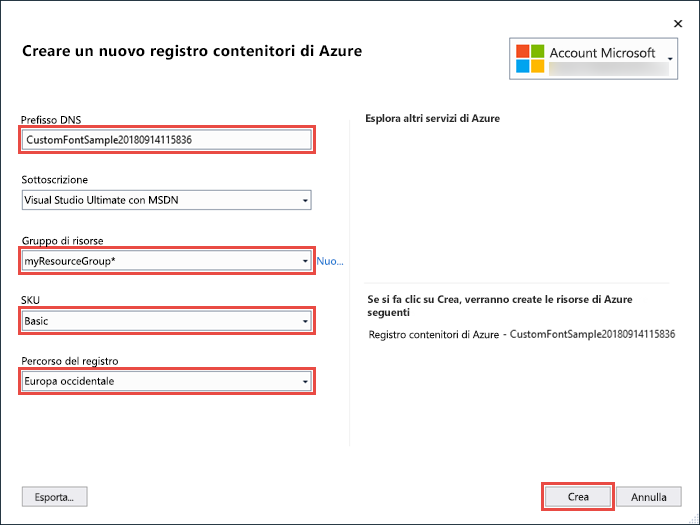 Creare un nuovo registro contenitori di Azure
Account Microsoft
Prefisso DNS
CustomFontSample20180914115836
Sottoscrizione
Visual Studio Ultimate con MSDN
Gruppo di risorse
myResourceGroup*
Nuo...
SKU
Basic
Percorso del registro
Europa occidentale
Esplora altri servizi di Azure
Se si fa clic su Crea, verranno create le risorse di Azure
seguenti
Registro contenitori di Azure - CustomFontSample20180914115836
Esporta...
Crea
Annulla